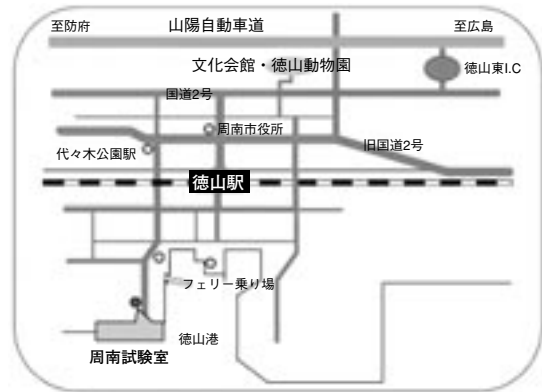 至防府
山陽自動車道
至広島
文化会館・徳山動物園
徳山東I.C
国道2号
周南市役所
代々木公園駅
旧国道2号
徳山駅
フェリー乗り場
徳山港
周南試験室